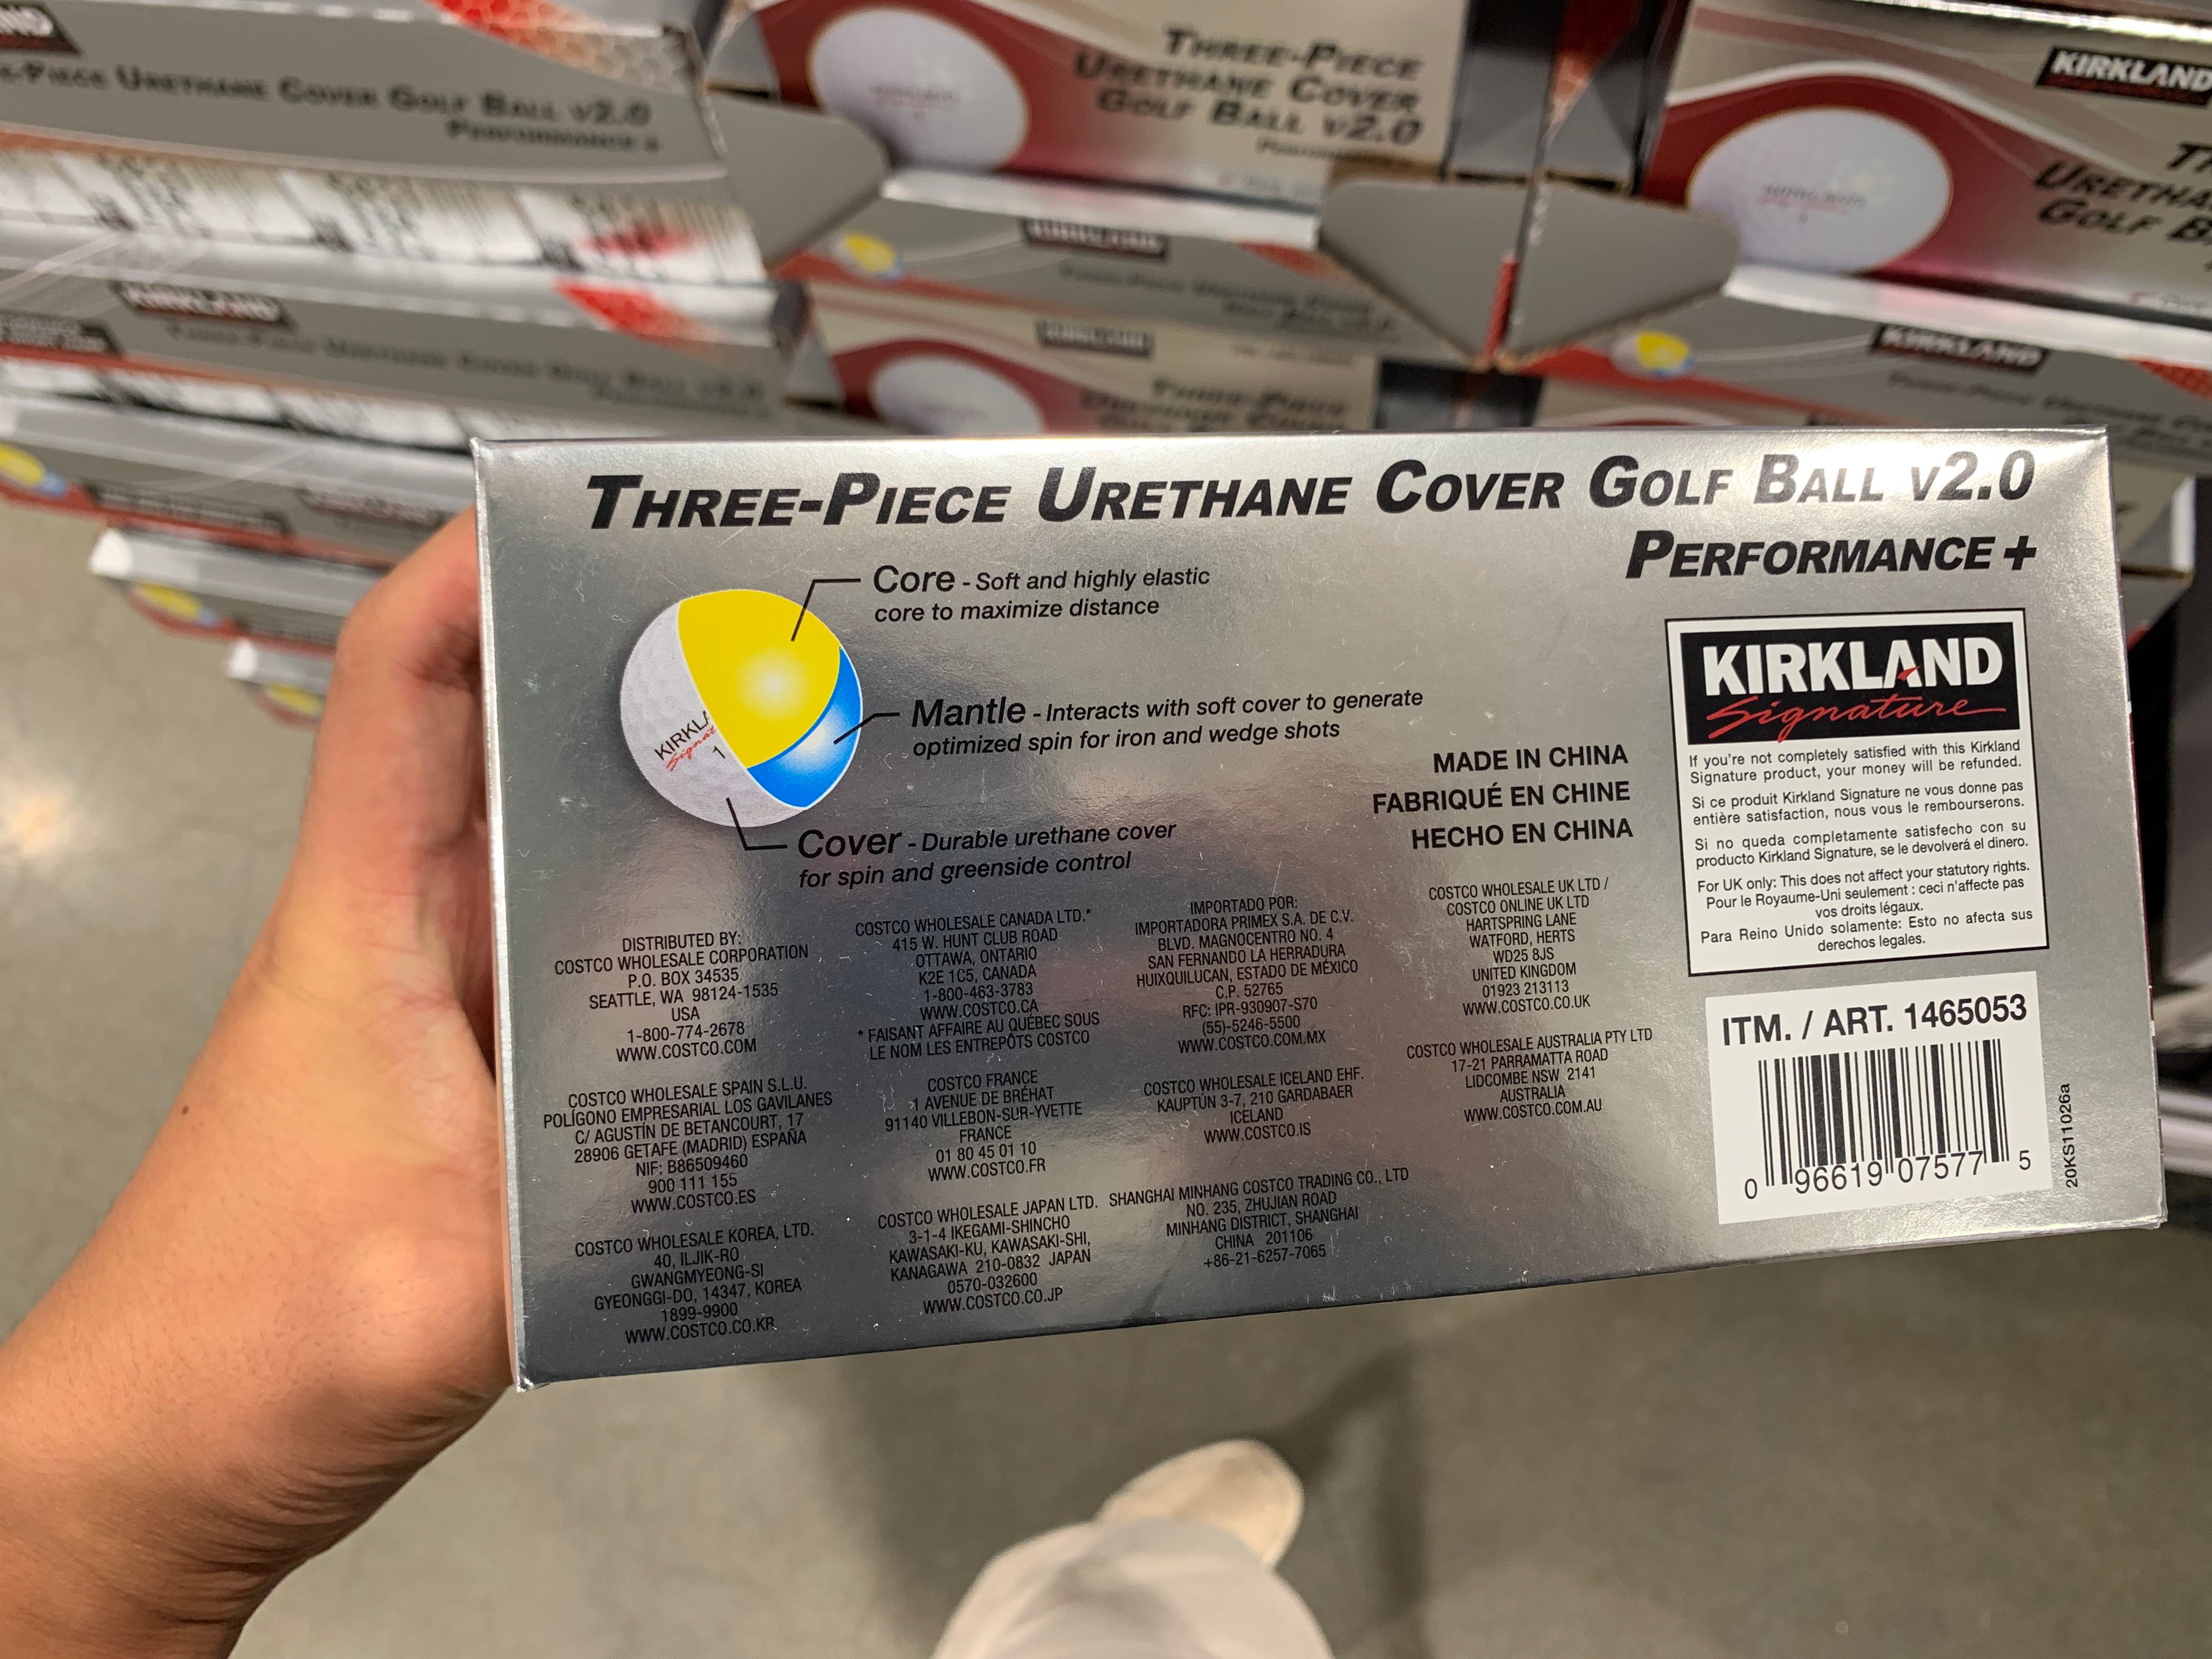 -PIECE URETHANE COVER GOLF BALL V2.0
PERFORMANCE +
THREE-PIECE
URETHANE COVER
GOLF BALL V2.0
KIRKLAND
GOLF
KIRKLAND
KIRKLAND
KIRKLAND
THREE-PIECE URETHANE COVER GOLF BALL V2.0
PERFORMANCE +
Core - Soft and highly elastic
core to maximize distance
Mantle - Interacts with soft cover to generate
optimized spin for iron and wedge shots
KIRKLA
Signat
1
Cover - Durable urethane cover
for spin and greenside control
MADE IN CHINA
FABRIQUÉ EN CHINE
HECHO EN CHINA
KIRKLAND
Signature
If you're not completely satisfied with this Kirkland
Signature product, your money will be refunded.
Si ce produit Kirkland Signature ne vous donne pas
entière satisfaction, nous vous le rembourserons.
Si no queda completamente satisfecho con su
producto Kirkland Signature, se le devolverá el dinero.
For UK only: This does not affect your statutory rights.
Pour le Royaume-Uni seulement : ceci n'affecte pas
vos droits légaux.
Para Reino Unido solamente: Esto no afecta sus
derechos legales.
DISTRIBUTED BY:
COSTCO WHOLESALE CORPORATION
P.O. BOX 34535
SEATTLE, WA 98124-1535
USA
1-800-774-2678
WWW.COSTCO.COM
COSTCO WHOLESALE CANADA LTD.*
415 W. HUNT CLUB ROAD
OTTAWA, ONTARIO
K2E 1C5, CANADA
1-800-463-3783
WWW.COSTCO.CA
* FAISANT AFFAIRE AU QUÉBEC SOUS
LE NOM LES ENTREPÔTS COSTCO
IMPORTADO POR:
IMPORTADORA PRIMEX S.A. DE C.V.
BLVD. MAGNOCENTRO NO. 4
SAN FERNANDO LA HERRADURA
HUIXQUILUCAN, ESTADO DE MÉXICO
C.P. 52765
RFC: IPR-930907-S70
(55)-5246-5500
WWW.COSTCO.COM.MX
COSTCO WHOLESALE UK LTD /
COSTCO ONLINE UK LTD
HARTSPRING LANE
WATFORD, HERTS
WD25 8JS
UNITED KINGDOM
01923 213113
WWW.COSTCO.CO.UK
COSTCO WHOLESALE SPAIN S.L.U.
POLÍGONO EMPRESARIAL LOS GAVILANES
C/ AGUSTÍN DE BETANCOURT, 17
28906 GETAFE (MADRID) ESPAÑA
NIF: B86509460
900 111 155
WWW.COSTCO.ES
COSTCO FRANCE
1 AVENUE DE BRÉHAT
91140 VILLEBON-SUR-YVETTE
FRANCE
01 80 45 01 10
WWW.COSTCO.FR
COSTCO WHOLESALE ICELAND EHF.
KAUPTÚN 3-7, 210 GARDABAER
ICELAND
WWW.COSTCO.IS
COSTCO WHOLESALE AUSTRALIA PTY LTD
17-21 PARRAMATTA ROAD
LIDCOMBE NSW 2141
AUSTRALIA
WWW.COSTCO.COM.AU
COSTCO WHOLESALE KOREA, LTD.
40, ILJIK-RO
GWANGMYEONG-SI
GYEONGGI-DO, 14347, KOREA
1899-9900
WWW.COSTCO.CO.KR
COSTCO WHOLESALE JAPAN LTD.
3-1-4 IKEGAMI-SHINCHO
KAWASAKI-KU, KAWASAKI-SHI,
KANAGAWA 210-0832 JAPAN
0570-032600
WWW.COSTCO.CO.JP
SHANGHAI MINHANG COSTCO TRADING CO., LTD
NO. 235, ZHUJIAN ROAD
MINHANG DISTRICT, SHANGHAI
CHINA 201106
+86-21-6257-7065
ITM. / ART. 1465053
0 96619 07577 5
20KS11026a